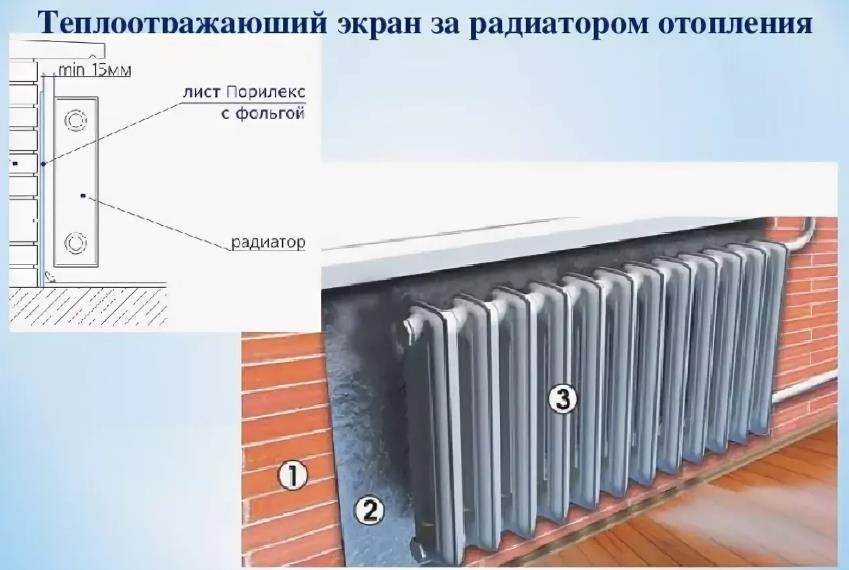 Теплоотражающий экран за радиатором отопления
min 15мм
лист Порилекс
с фольгой
радиатор
3
1
2